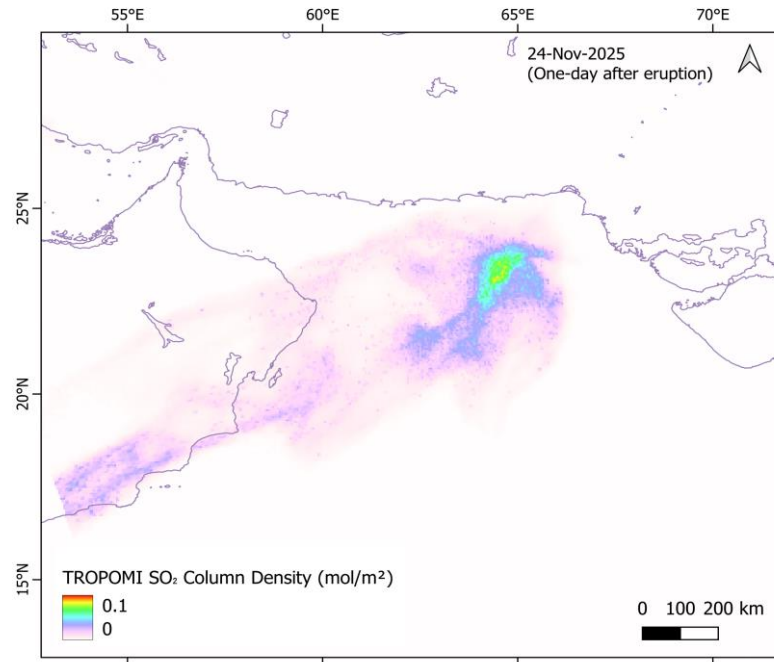 55°E 60°E 65°E 70°E
24-Nov-2025
(One-day after eruption)
25°N
20°N
15°N
TROPOMI SO₂ Column Density (mol/m²)
0.1
0
0 100 200 km